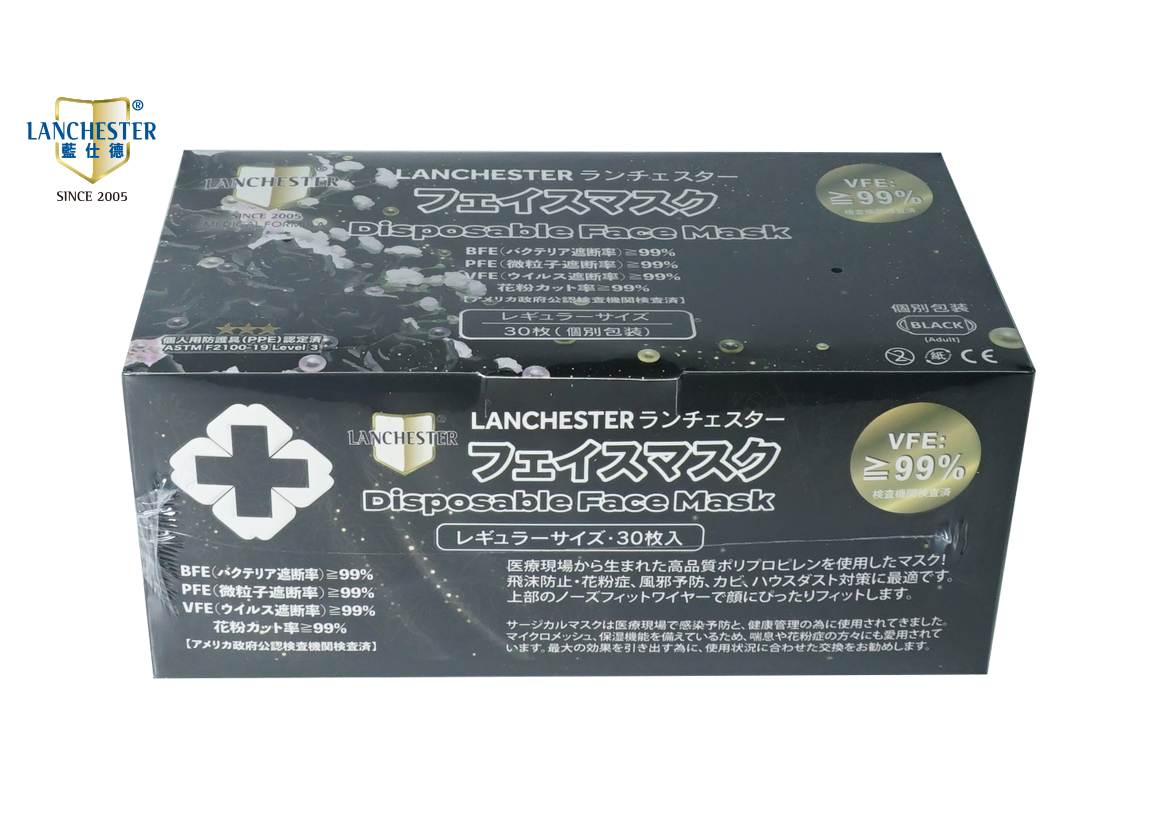 LANCHESTER®
藍仕德
SINCE 2005
LANCHESTER
SINCE 2005
MEDICAL FORMULA
LANCHESTER ランチェスター
フェイスマスク
Disposable Face Mask
BFE(バクテリア遮断率)≧99%
PFE(微粒子遮断率)≧99%
VFE(ウイルス遮断率)≧99%
花粉カット率≧99%
【アメリカ政府公認検査機関検査済】
レギュラーサイズ
30枚(個別包装)
VFE:
≧99%
検査機関検査済
個人用防護具(PPE)認定済
ASTM F2100-19 Level 3
個別包装
BLACK
(Adult)
紙
CE
LANCHESTER
LANCHESTER ランチェスター
フェイスマスク
Disposable Face Mask
レギュラーサイズ・30枚入
VFE:
≧99%
検査機関検査済
BFE(バクテリア遮断率)≧99%
PFE(微粒子遮断率)≧99%
VFE(ウイルス遮断率)≧99%
花粉カット率≧99%
【アメリカ政府公認検査機関検査済】
医療現場から生まれた高品質ポリプロピレンを使用したマスク!
飛沫防止・花粉症、風邪予防、カビ、ハウスダスト対策に最適です。
上部のノーズフィットワイヤーで顔にぴったりフィットします。
サージカルマスクは医療現場で感染予防と、健康管理の為に使用されてきました。
マイクロメッシュ、保湿機能を備えているため、喘息や花粉症の方々にも愛用されて
います。最大の効果を引き出す為に、使用状況に合わせた交換をお勧めします。